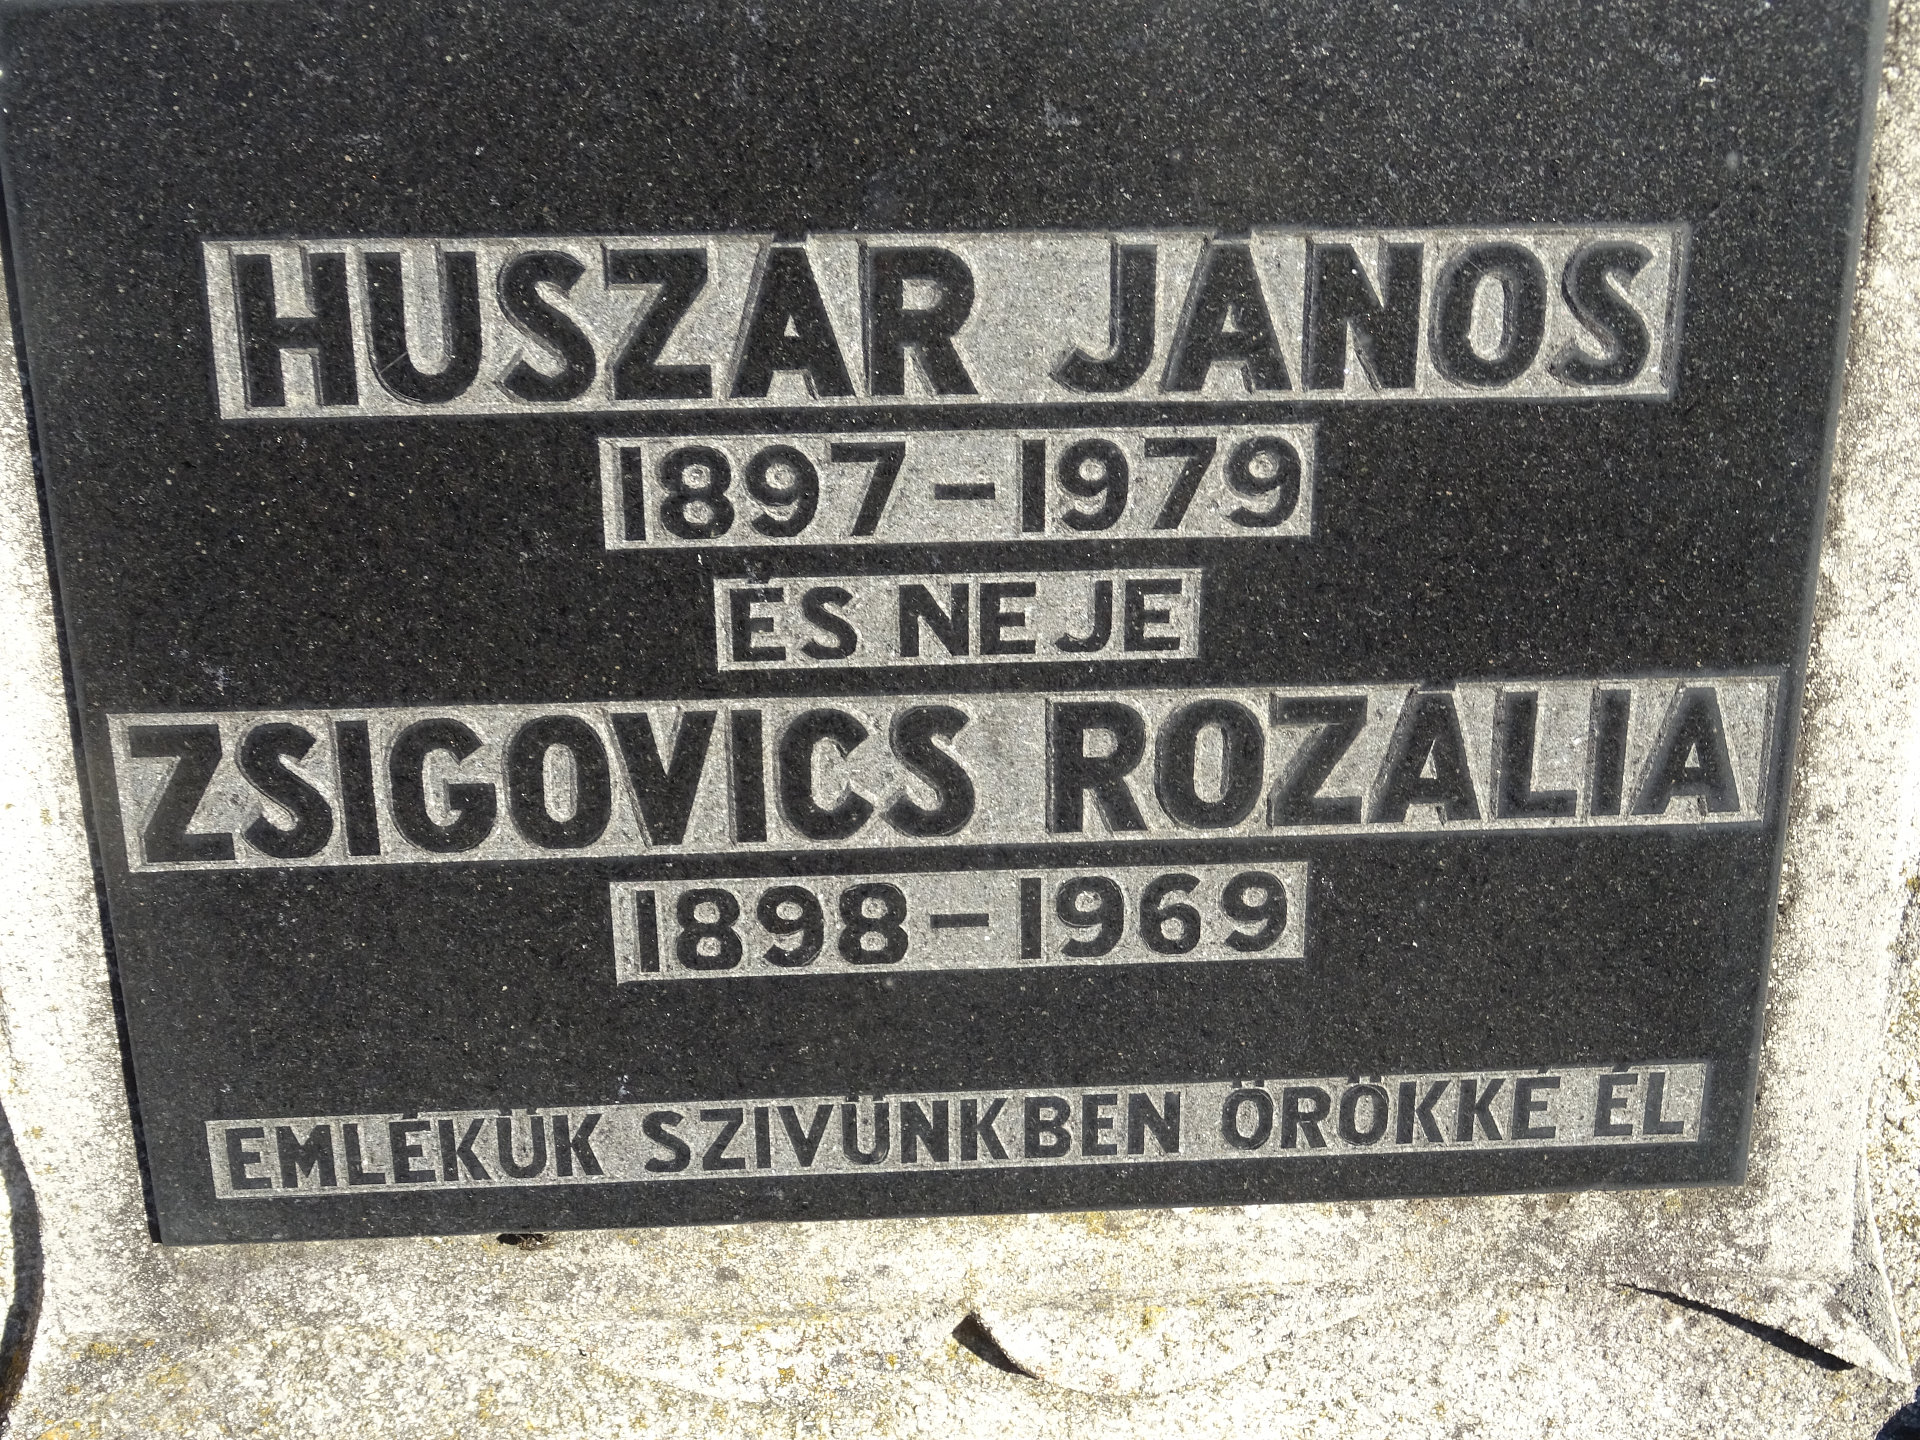 HUSZÁR JÁNOS
1897-1979
ÉS NEJE
ZSIGOVICS ROZÁLIA
1898-1969
EMLÉKÜK SZIVÜNKBEN ÖRÖKKÉ ÉL